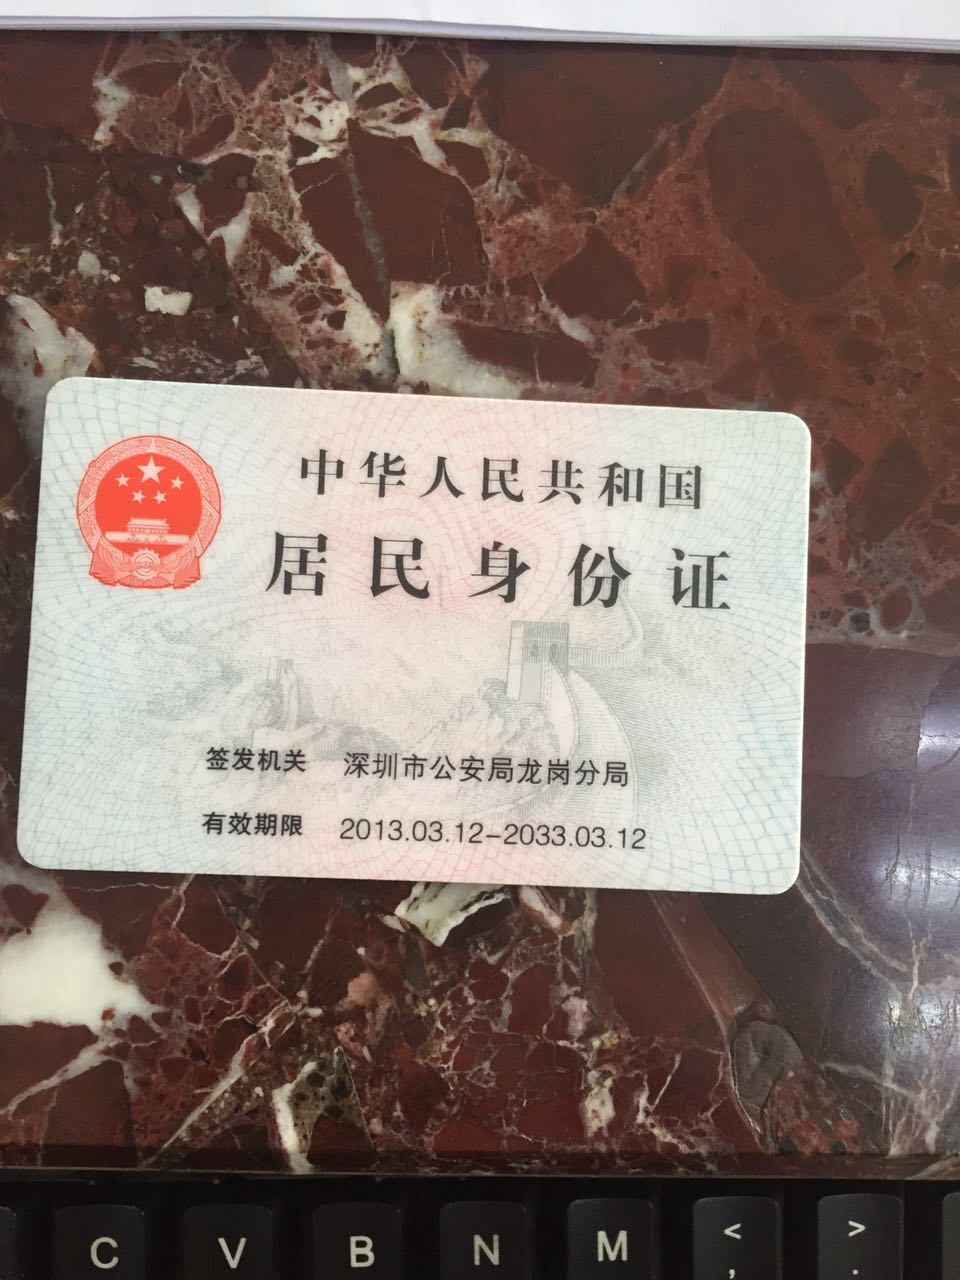 中华人民共和国
居民身份证
签发机关 深圳市公安局龙岗分局
有效期限 2013.03.12-2033.03.12
C V B N M < , > .